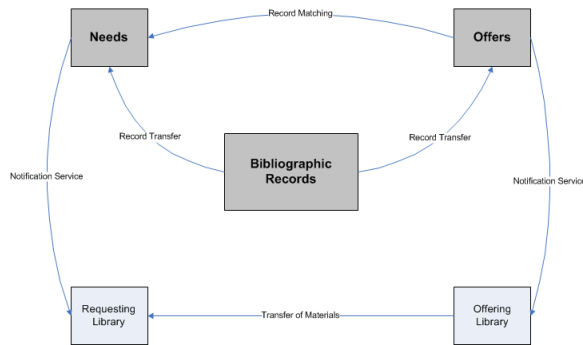 Record Matching
Needs
Offers
Record Transfer
Record Transfer
Bibliographic
Records
Notification Service
Notification Service
Requesting
Library
Transfer of Materials
Offering
Library